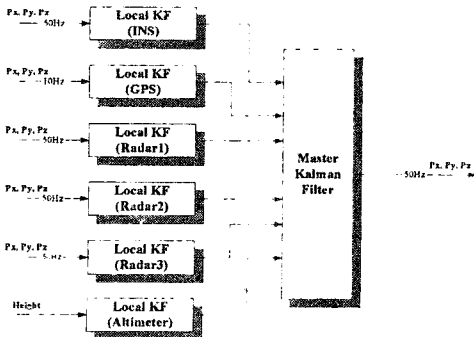 Px, Py, Pz
50Hz
Local KF
(INS)
Px, Py, Pz
10Hz
Local KF
(GPS)
Px, Py, Pz
50Hz
Local KF
(Radar1)
Px, Py, Pz
50Hz
Local KF
(Radar2)
Px, Py, Pz
Local KF
(Radar3)
Height
Local KF
(Altimeter)
Master
Kalman
Filter
Px, Py, Pz
50Hz